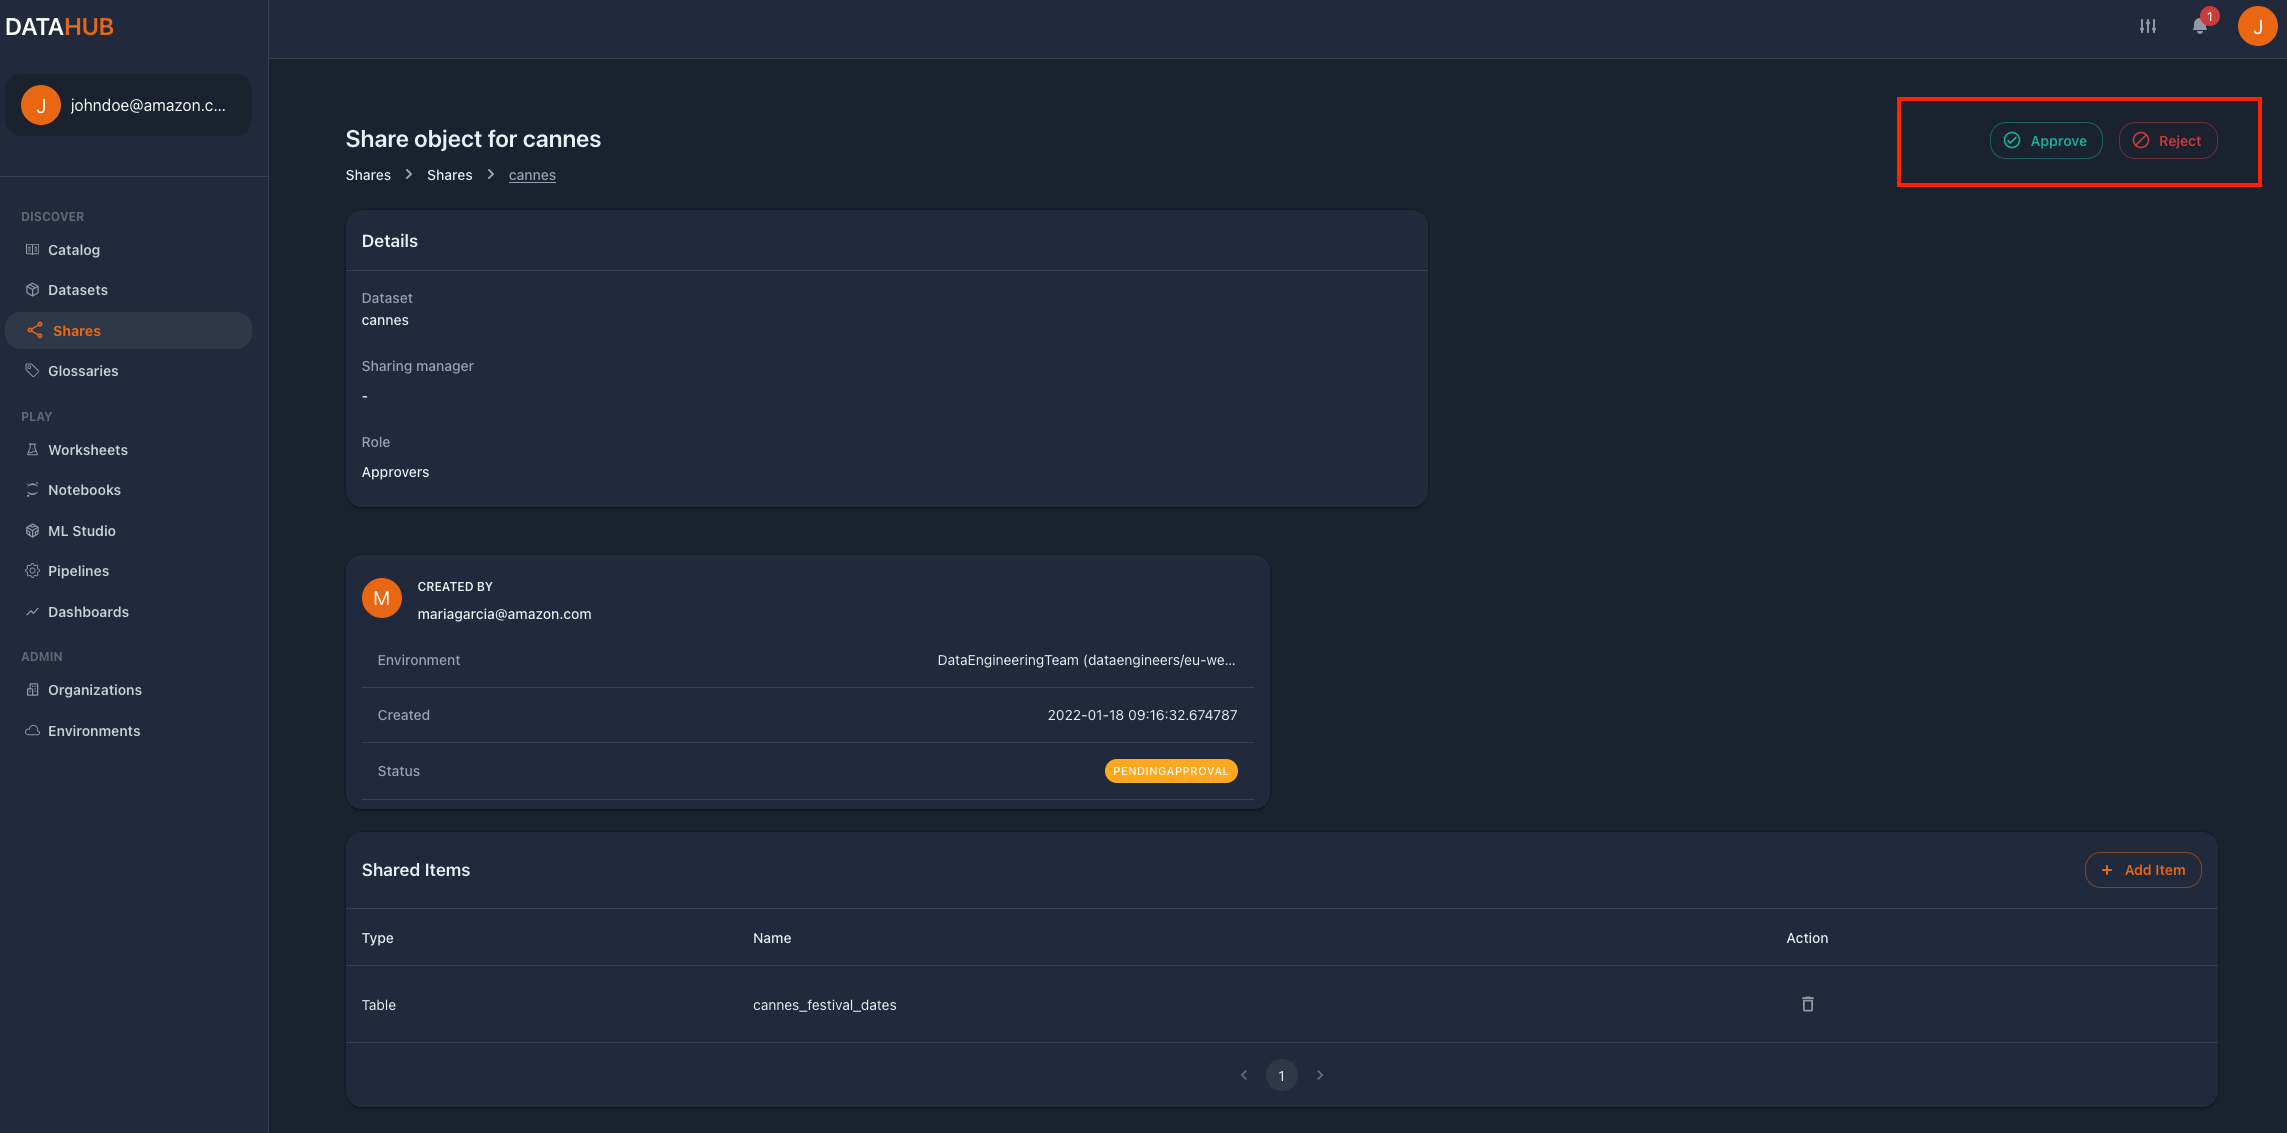 DATAHUB
1
J
J
johndoe@amazon.c...
DISCOVER
Catalog
Datasets
Shares
Glossaries
PLAY
Worksheets
Notebooks
ML Studio
Pipelines
Dashboards
ADMIN
Organizations
Environments
Share object for cannes
Shares > Shares > cannes
Approve
Reject
Details
Dataset
cannes
Sharing manager
-
Role
Approvers
M
CREATED BY
mariagarcia@amazon.com
Environment DataEngineeringTeam (dataengineers/eu-we...
Created 2022-01-18 09:16:32.674787
Status PENDINGAPPROVAL
Shared Items
+ Add Item
Type Name Action
Table cannes_festival_dates
< 1 >